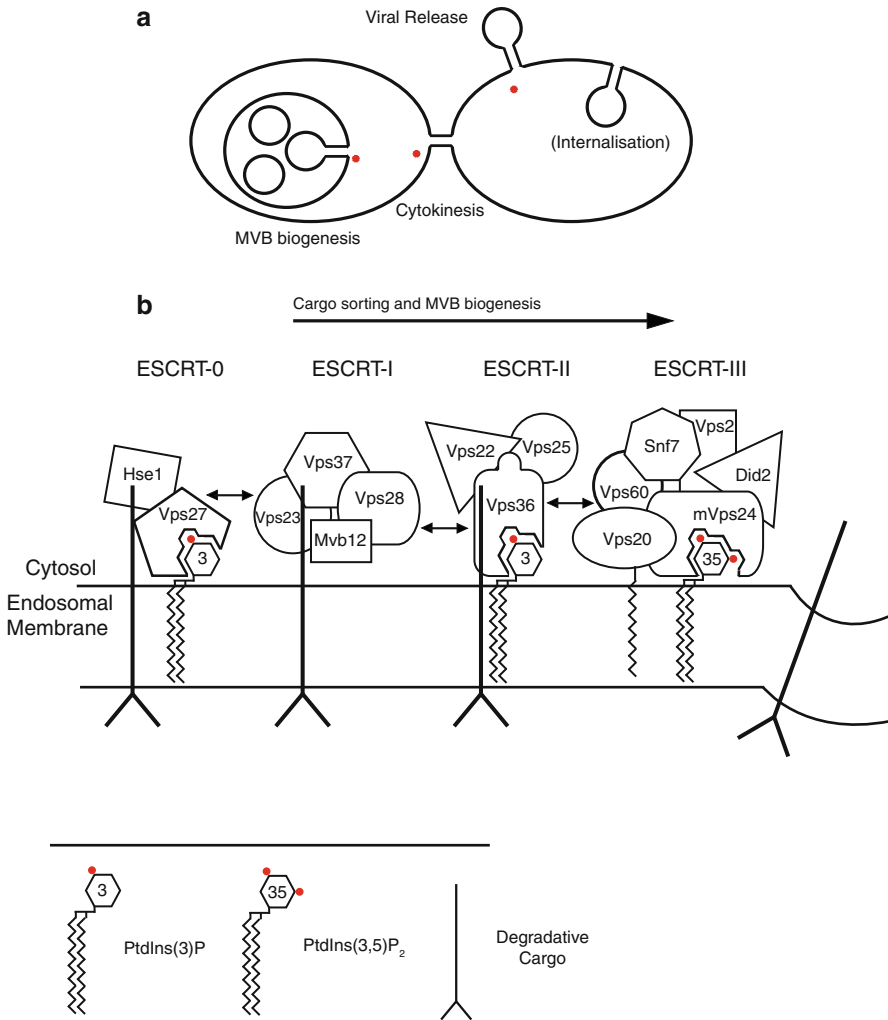 a
Viral Release
(Internalisation)
Cytokinesis
MVB biogenesis
b
Cargo sorting and MVB biogenesis
ESCRT-0
ESCRT-I
ESCRT-II
ESCRT-III
Hse1
Vps27
3
Vps37
Vps23
Vps28
Mvb12
Vps22
Vps25
Vps36
3
Snf7
Vps2
Did2
Vps60
mVps24
Vps20
35
Cytosol
Endosomal
Membrane
3
PtdIns(3)P
35
PtdIns(3,5)P₂
Degradative
Cargo